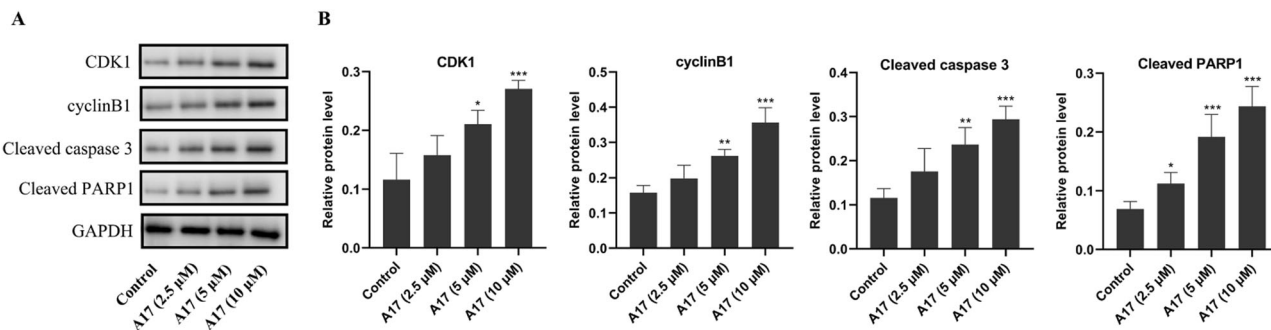 A
CDK1
cyclinB1
Cleaved caspase 3
Cleaved PARP1
GAPDH
Control
A17 (2.5 μM)
A17 (5 μM)
A17 (10 μM)
B
CDK1
Relative protein level
0.3
0.2
0.1
0.0
*
***
Control
A17 (2.5 μM)
A17 (5 μM)
A17 (10 μM)
cyclinB1
Relative protein level
0.5
0.4
0.3
0.2
0.1
0.0
**
***
Control
A17 (2.5 μM)
A17 (5 μM)
A17 (10 μM)
Cleaved caspase 3
Relative protein level
0.4
0.3
0.2
0.1
0.0
**
***
Control
A17 (2.5 μM)
A17 (5 μM)
A17 (10 μM)
Cleaved PARP1
Relative protein level
0.3
0.2
0.1
0.0
*
***
***
Control
A17 (2.5 μM)
A17 (5 μM)
A17 (10 μM)